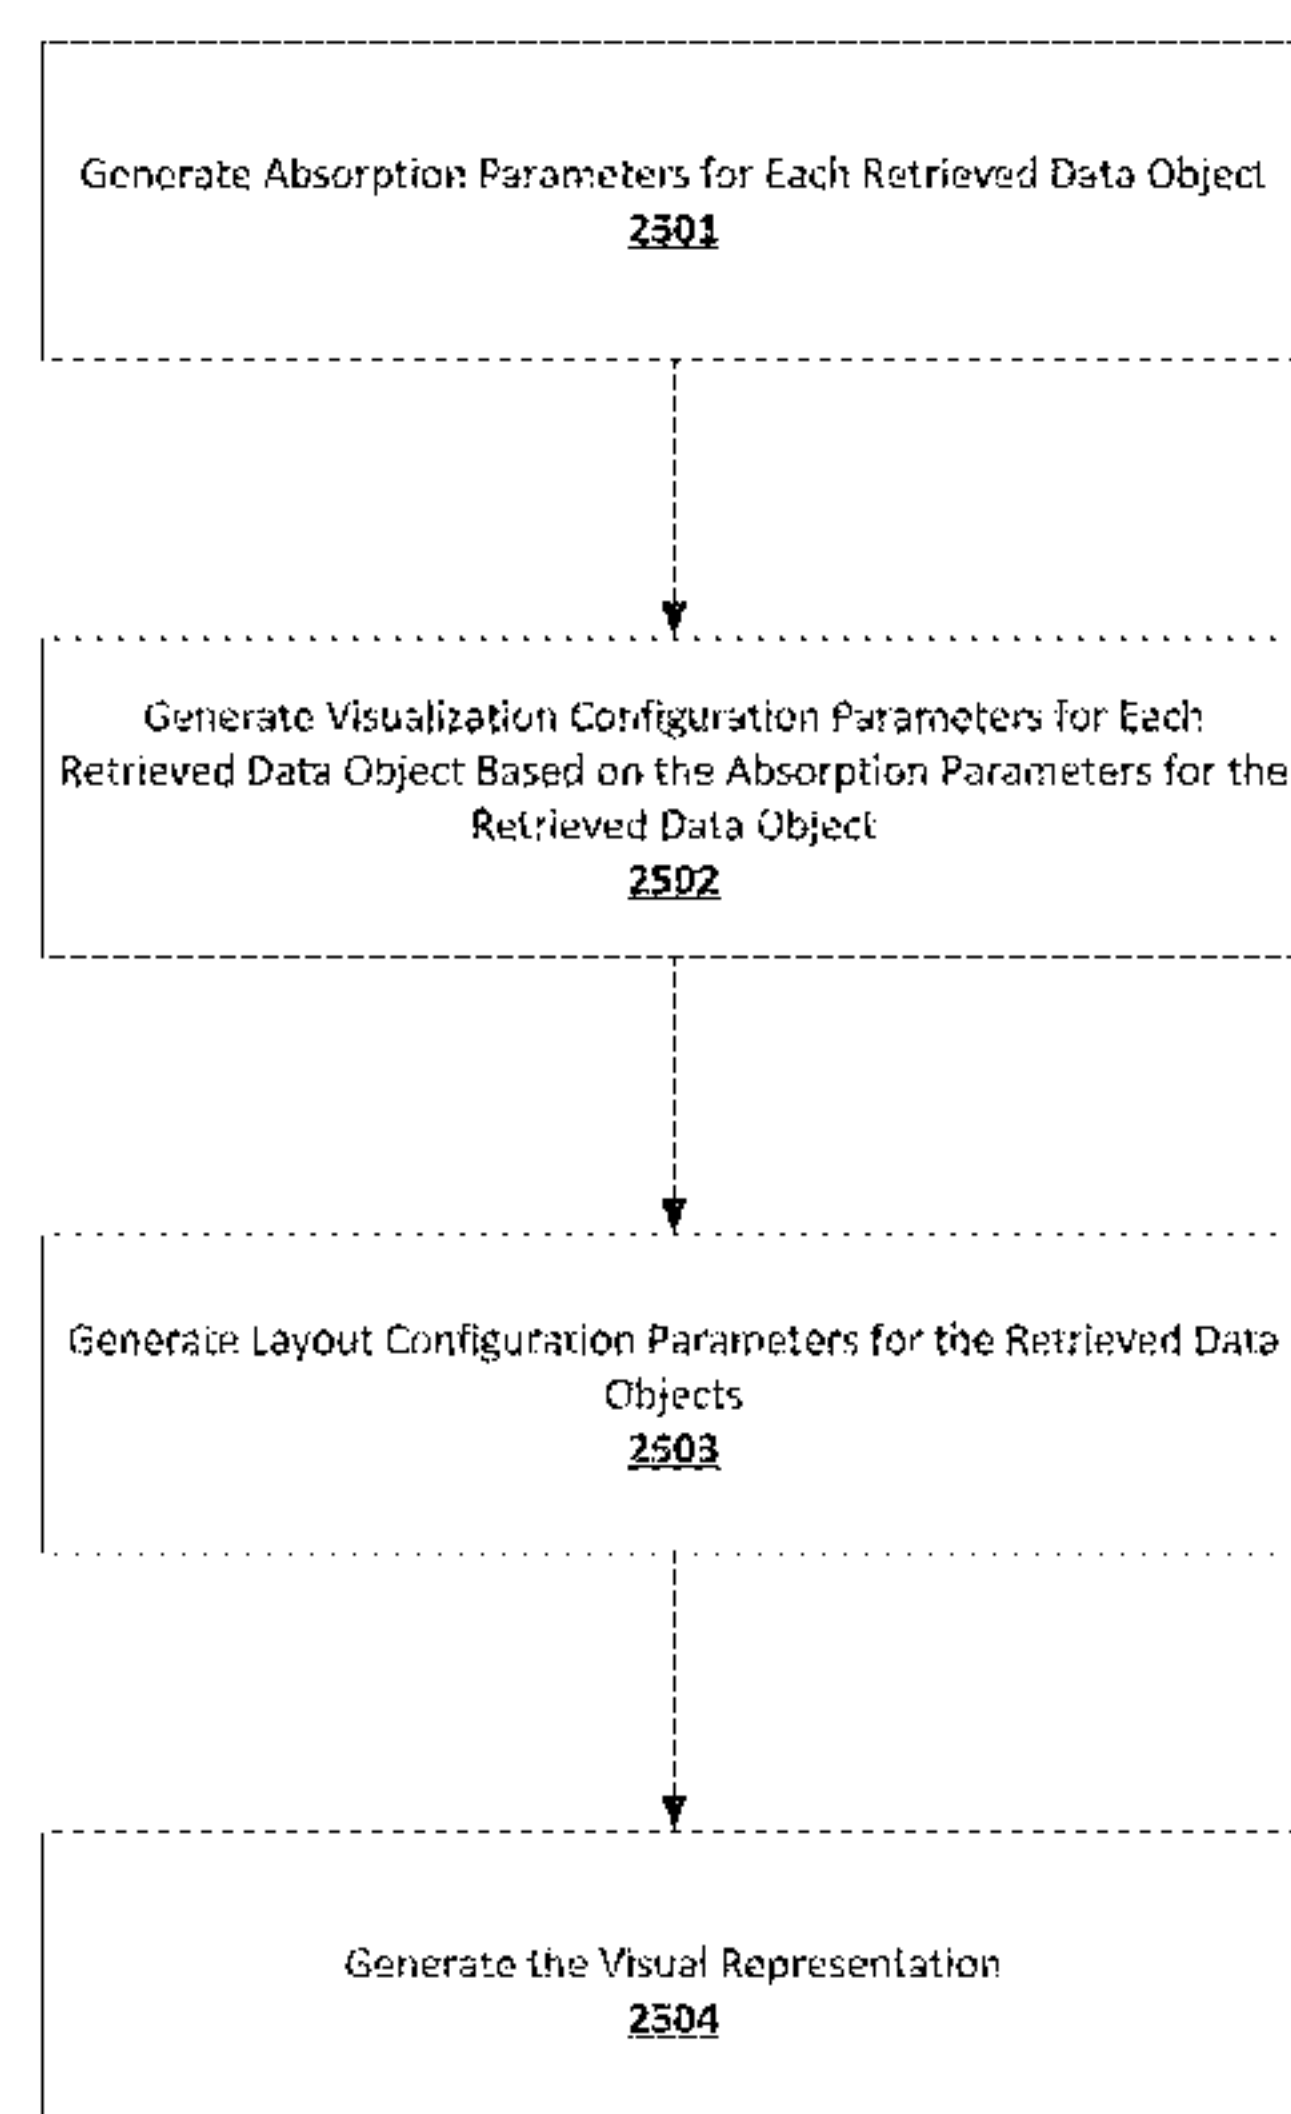 Generate Absorption Parameters for Each Retrieved Data Object
2501
Generate Visualization Configuration Parameters for Each
Retrieved Data Object Based on the Absorption Parameters for the
Retrieved Data Object
2502
Generate Layout Configuration Parameters for the Retrieved Data
Objects
2503
Generate the Visual Representation
2504